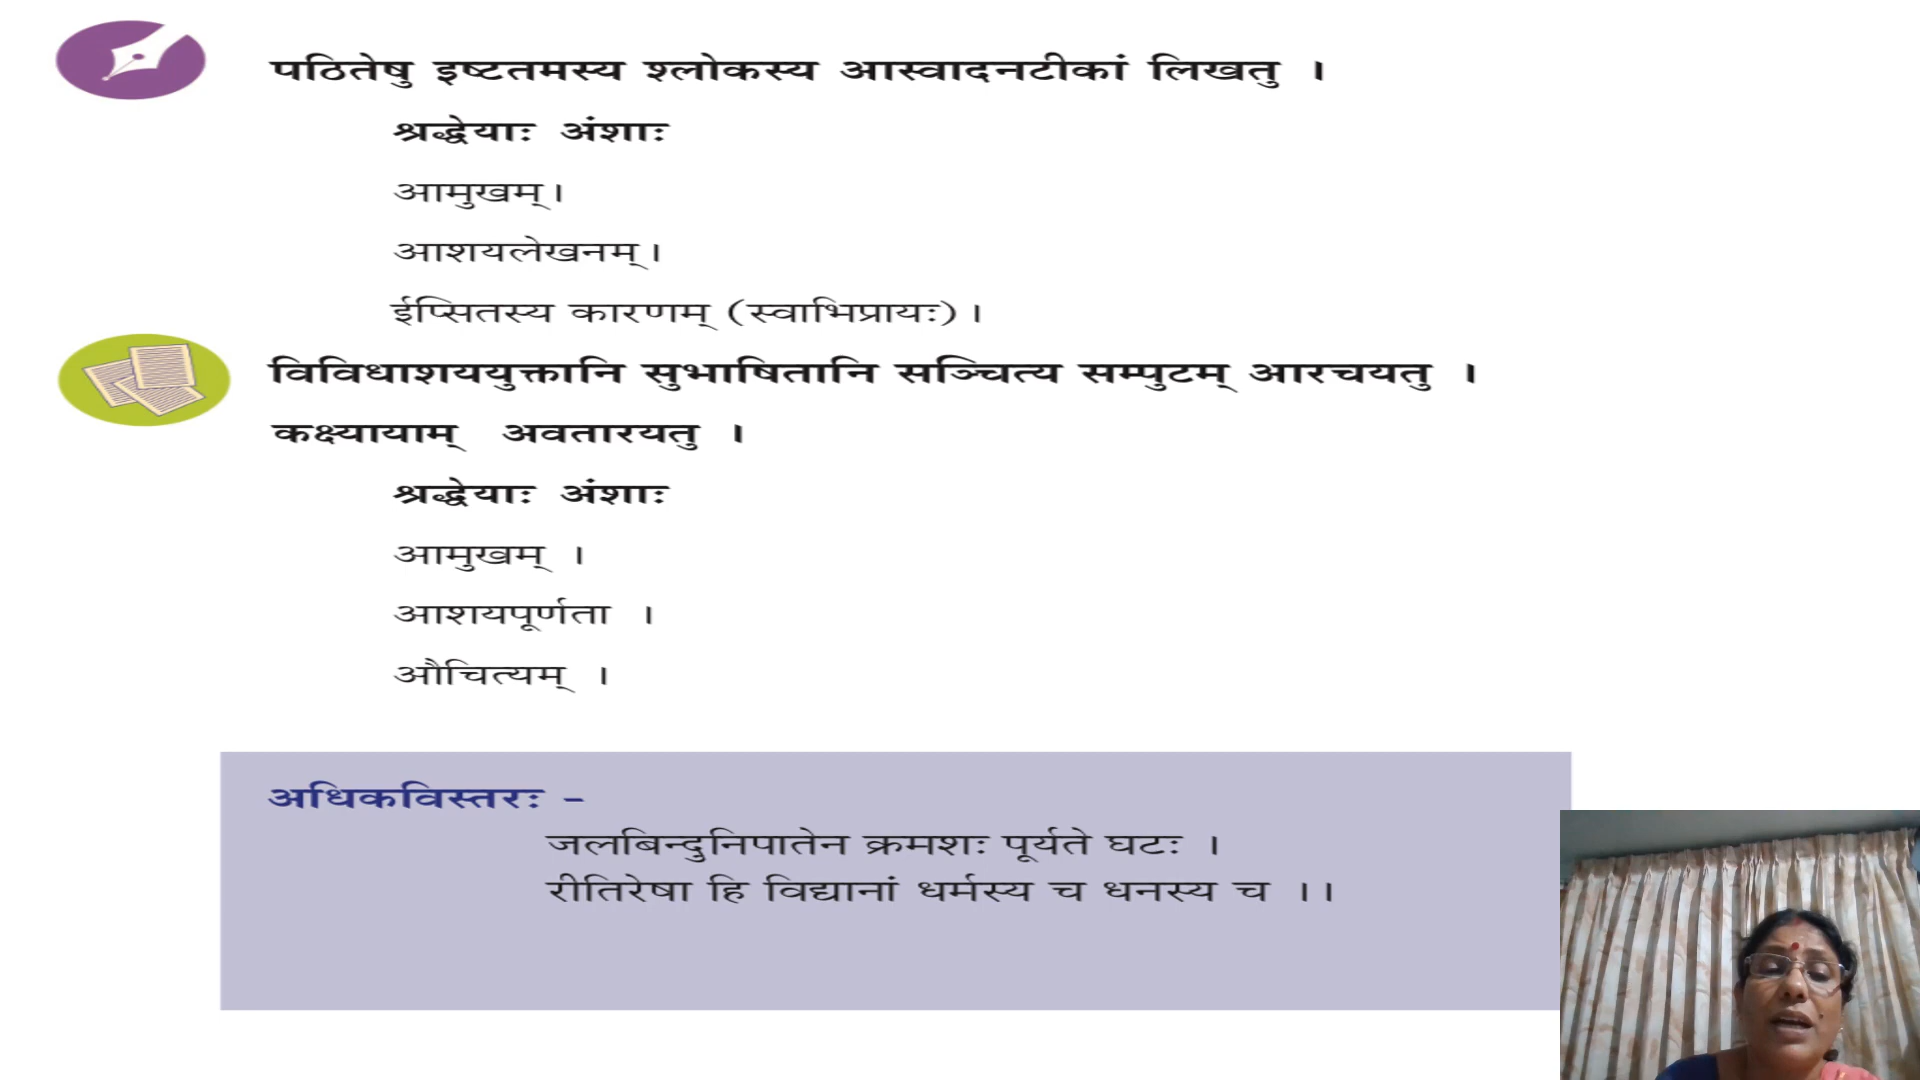 पठितेषु इष्टतमस्य श्लोकस्य आस्वादनटीकां लिखतु ।
श्रद्धेयाः अंशाः
आमुखम्।
आशयलेखनम्।
ईप्सितस्य कारणम् (स्वाभिप्रायः)।
विविधाशययुक्तानि सुभाषितानि सञ्चित्य सम्पुटम् आरचयतु ।
कक्ष्यायाम् अवतारयतु ।
श्रद्धेयाः अंशाः
आमुखम् ।
आशयपूर्णता ।
औचित्यम् ।
अधिकविस्तरः -
जलबिन्दुनिपातेन क्रमशः पूर्यते घटः ।
रीतिरेषा हि विद्यानां धर्मस्य च धनस्य च ।।